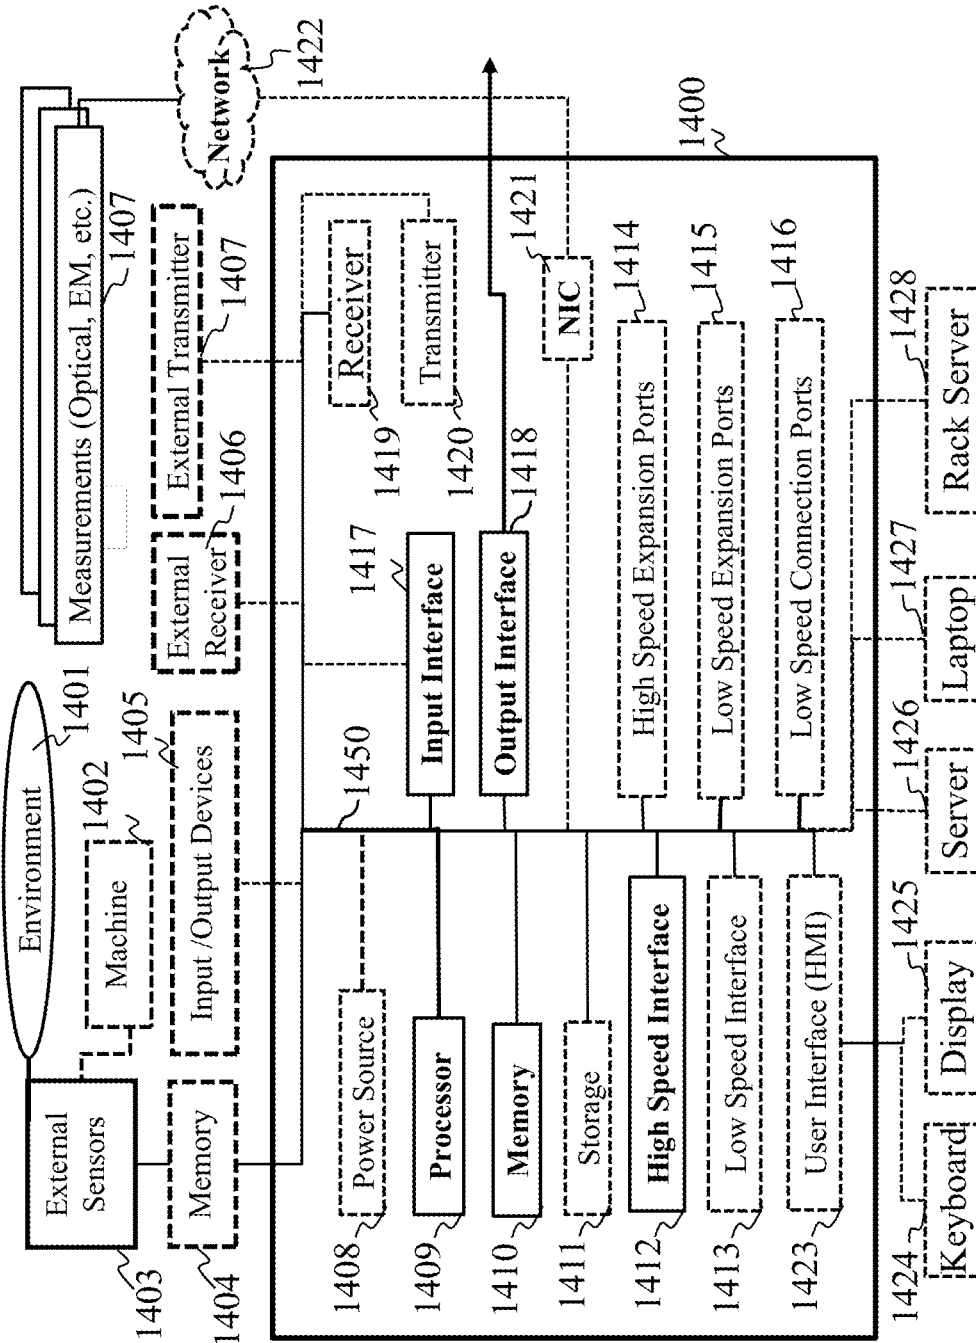 Environment
1401
External
Sensors
1403
Machine
1402
Memory
1404
Input /Output Devices
1405
External
Receiver
1406
External Transmitter
1407
Measurements (Optical, EM, etc.)
1407
Network
1422
1400
1450
Power Source
1408
Processor
1409
Memory
1410
Storage
1411
High Speed Interface
1412
Low Speed Interface
1413
User Interface (HMI)
1423
Input Interface
1417
Output Interface
1418
Receiver
1419
Transmitter
1420
NIC
1421
High Speed Expansion Ports
1414
Low Speed Expansion Ports
1415
Low Speed Connection Ports
1416
Keyboard
1424
Display
1425
Server
1426
Laptop
1427
Rack Server
1428